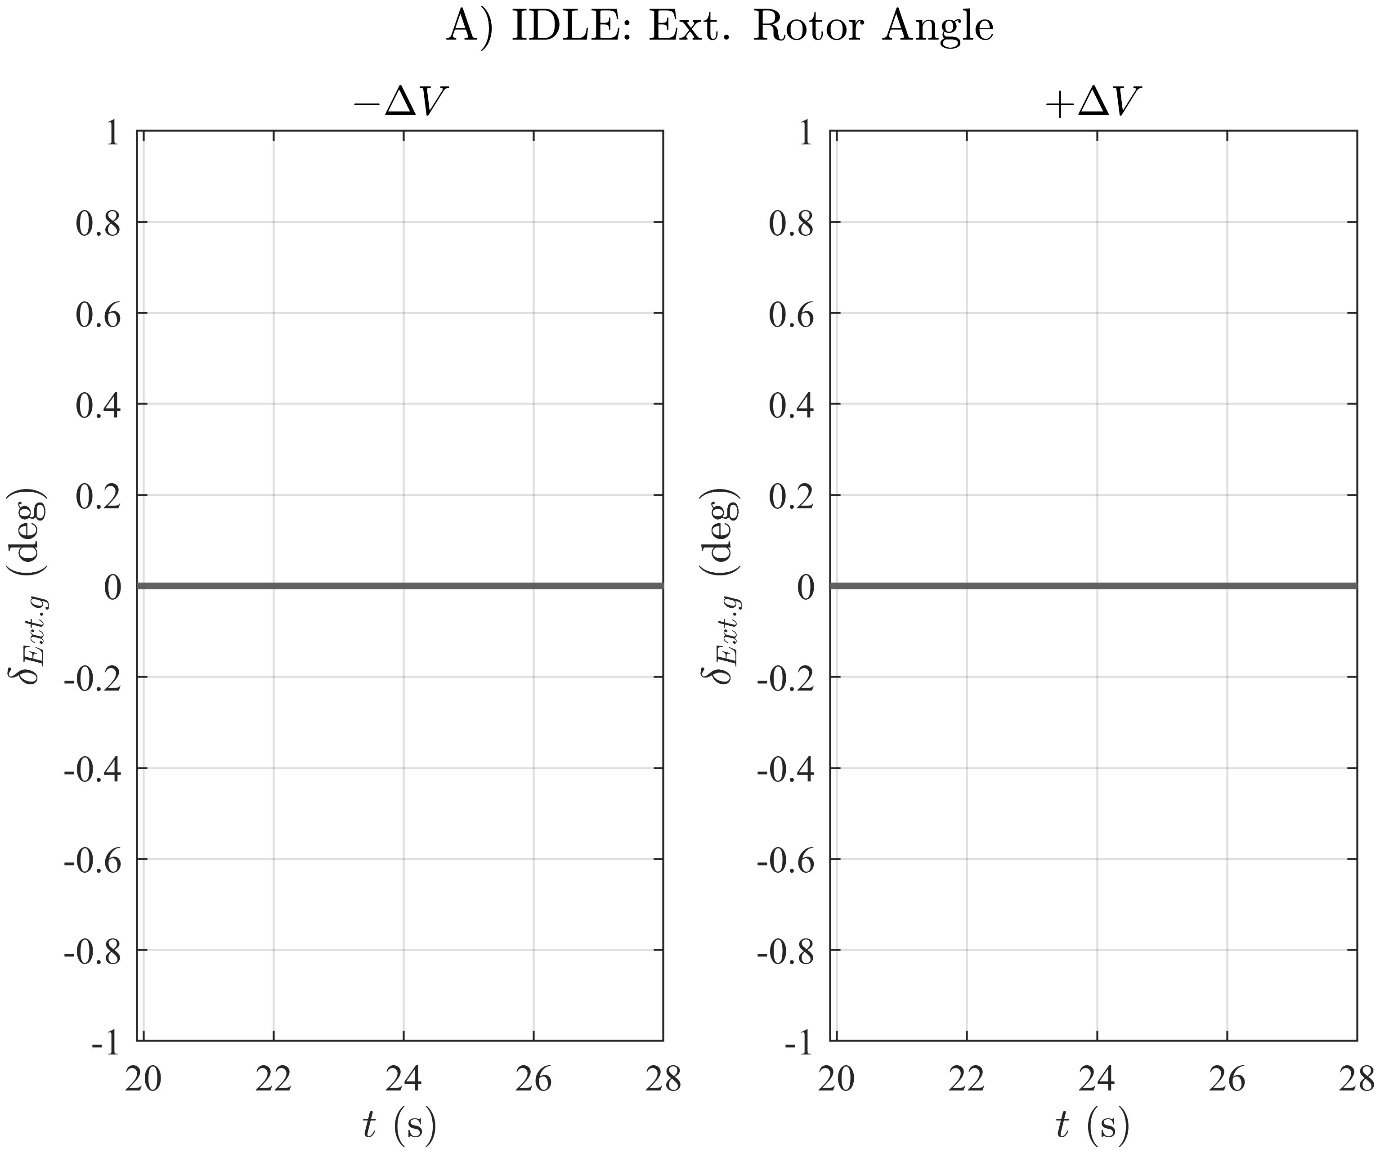 A) IDLE: Ext. Rotor Angle
−ΔV
1
0.8
0.6
0.4
0.2
0
-0.2
-0.4
-0.6
-0.8
-1
20 22 24 26 28
t (s)
δExt.g (deg)
+ΔV
1
0.8
0.6
0.4
0.2
0
-0.2
-0.4
-0.6
-0.8
-1
20 22 24 26 28
t (s)
δExt.g (deg)